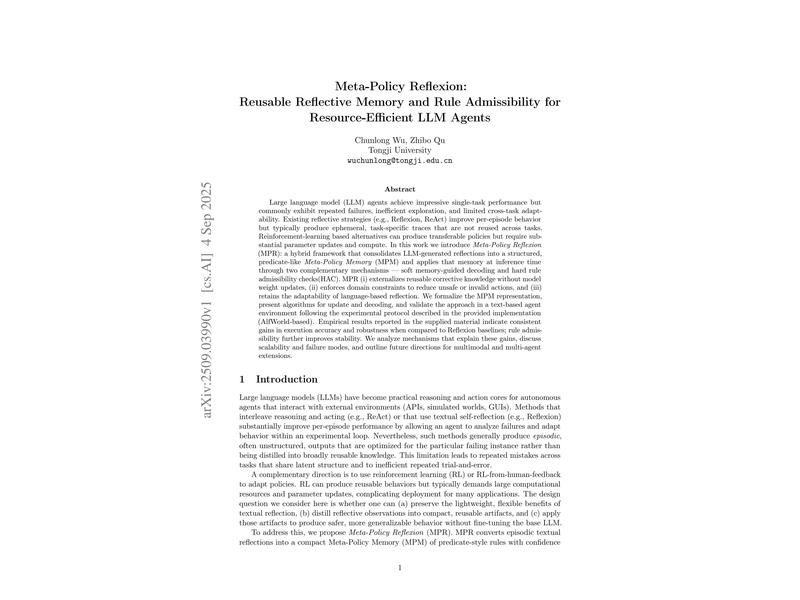 Meta-Policy Reflexion:
Reusable Reflective Memory and Rule Admissibility for
Resource-Efficient LLM Agents
Chunlong Wu, Zhibo Qu
Tongji University
wuchunlong@tongji.edu.cn
Abstract
Large language model (LLM) agents achieve impressive single-task performance but
commonly exhibit repeated failures, inefficient exploration, and limited cross-task adapt-
ability. Existing reflective strategies (e.g., Reflexion, ReAct) improve per-episode behavior
but typically produce ephemeral, task-specific traces that are not reused across tasks.
Reinforcement-learning based alternatives can produce transferable policies but require sub-
stantial parameter updates and compute. In this work we introduce Meta-Policy Reflexion
(MPR): a hybrid framework that consolidates LLM-generated reflections into a structured,
predicate-like Meta-Policy Memory (MPM) and applies that memory at inference time
through two complementary mechanisms — soft memory-guided decoding and hard rule
admissibility checks(HAC). MPR (i) externalizes reusable corrective knowledge without model
weight updates, (ii) enforces domain constraints to reduce unsafe or invalid actions, and (iii)
retains the adaptability of language-based reflection. We formalize the MPM representation,
present algorithms for update and decoding, and validate the approach in a text-based agent
environment following the experimental protocol described in the provided implementation
(AlfWorld-based). Empirical results reported in the supplied material indicate consistent
gains in execution accuracy and robustness when compared to Reflexion baselines; rule admis-
sibility further improves stability. We analyze mechanisms that explain these gains, discuss
scalability and failure modes, and outline future directions for multimodal and multi-agent
extensions.
1 Introduction
Large language models (LLMs) have become practical reasoning and action cores for autonomous
agents that interact with external environments (APIs, simulated worlds, GUIs). Methods that
interleave reasoning and acting (e.g., ReAct) or that use textual self-reflection (e.g., Reflexion)
substantially improve per-episode performance by allowing an agent to analyze failures and adapt
behavior within an experimental loop. Nevertheless, such methods generally produce episodic,
often unstructured, outputs that are optimized for the particular failing instance rather than
being distilled into broadly reusable knowledge. This limitation leads to repeated mistakes across
tasks that share latent structure and to inefficient repeated trial-and-error.
A complementary direction is to use reinforcement learning (RL) or RL-from-human-feedback
to adapt policies. RL can produce reusable behaviors but typically demands large computational
resources and parameter updates, complicating deployment for many applications. The design
question we consider here is whether one can (a) preserve the lightweight, flexible benefits of
textual reflection, (b) distill reflective observations into compact, reusable artifacts, and (c) apply
those artifacts to produce safer, more generalizable behavior without fine-tuning the base LLM.
To address this, we propose Meta-Policy Reflexion (MPR). MPR converts episodic textual
reflections into a compact Meta-Policy Memory (MPM) of predicate-style rules with confidence
1
arXiv:2509.03990v1 [cs.AI] 4 Sep 2025